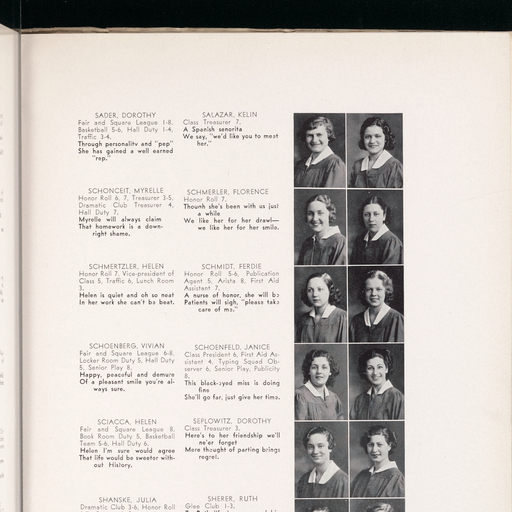 SADER, DOROTHY
Fair and Square League 1-8,
Basketball 5-6, Hall Duty 1-4,
Traffic 3-4.
Through personality and "pep"
She has gained a well earned
"rep."
SALAZAR, KELIN
Class Treasurer 7.
A Spanish senorita
We say, "we'd like you to meet
her."
SCHONCEIT, MYRELLE
Honor Roll 6, 7, Treasurer 3-5,
Dramatic Club Treasurer 4,
Hall Duty 7.
Myrelle will always claim
That homework is a down-
right shame.
SCHMERLER, FLORENCE
Honor Roll 7.
Though she's been with us just
a while
We like her for her drawl—
we like her for her smile.
SCHMERTZLER, HELEN
Honor Roll 7, Vice-president of
Class 5, Traffic 6, Lunch Room
3.
Helen is quiet and oh so neat
In her work she can't be beat.
SCHMIDT, FERDIE
Honor Roll 5-6, Publication
Agent 5, Arista 8, First Aid
Assistant 7.
A nurse of honor, she will be
Patients will sigh, "please take
care of me."
SCHOENBERG, VIVIAN
Fair and Square League 6-8,
Locker Room Duty 5, Hall Duty
5, Senior Play 8.
Happy, peaceful and demure
Of a pleasant smile you're al-
ways sure.
SCHOENFELD, JANICE
Class President 6, First Aid As-
sistant 4, Typing Squad Ob-
server 6, Senior Play, Publicity
8.
This black-eyed miss is doing
fine
She'll go far, just give her time.
SCIACCA, HELEN
Fair and Square League 8,
Book Room Duty 5, Basketball
Team 5-6, Hall Duty 6.
Helen I'm sure would agree
That life would be sweeter with-
out History.
SEPLOWITZ, DOROTHY
Class Treasurer 3.
Here's to her friendship we'll
ne'er forget
Mere thought of parting brings
regret.
SHANSKE, JULIA
Dramatic Club 3-6, Honor Roll
SHERER, RUTH
Glee Club 1-3.